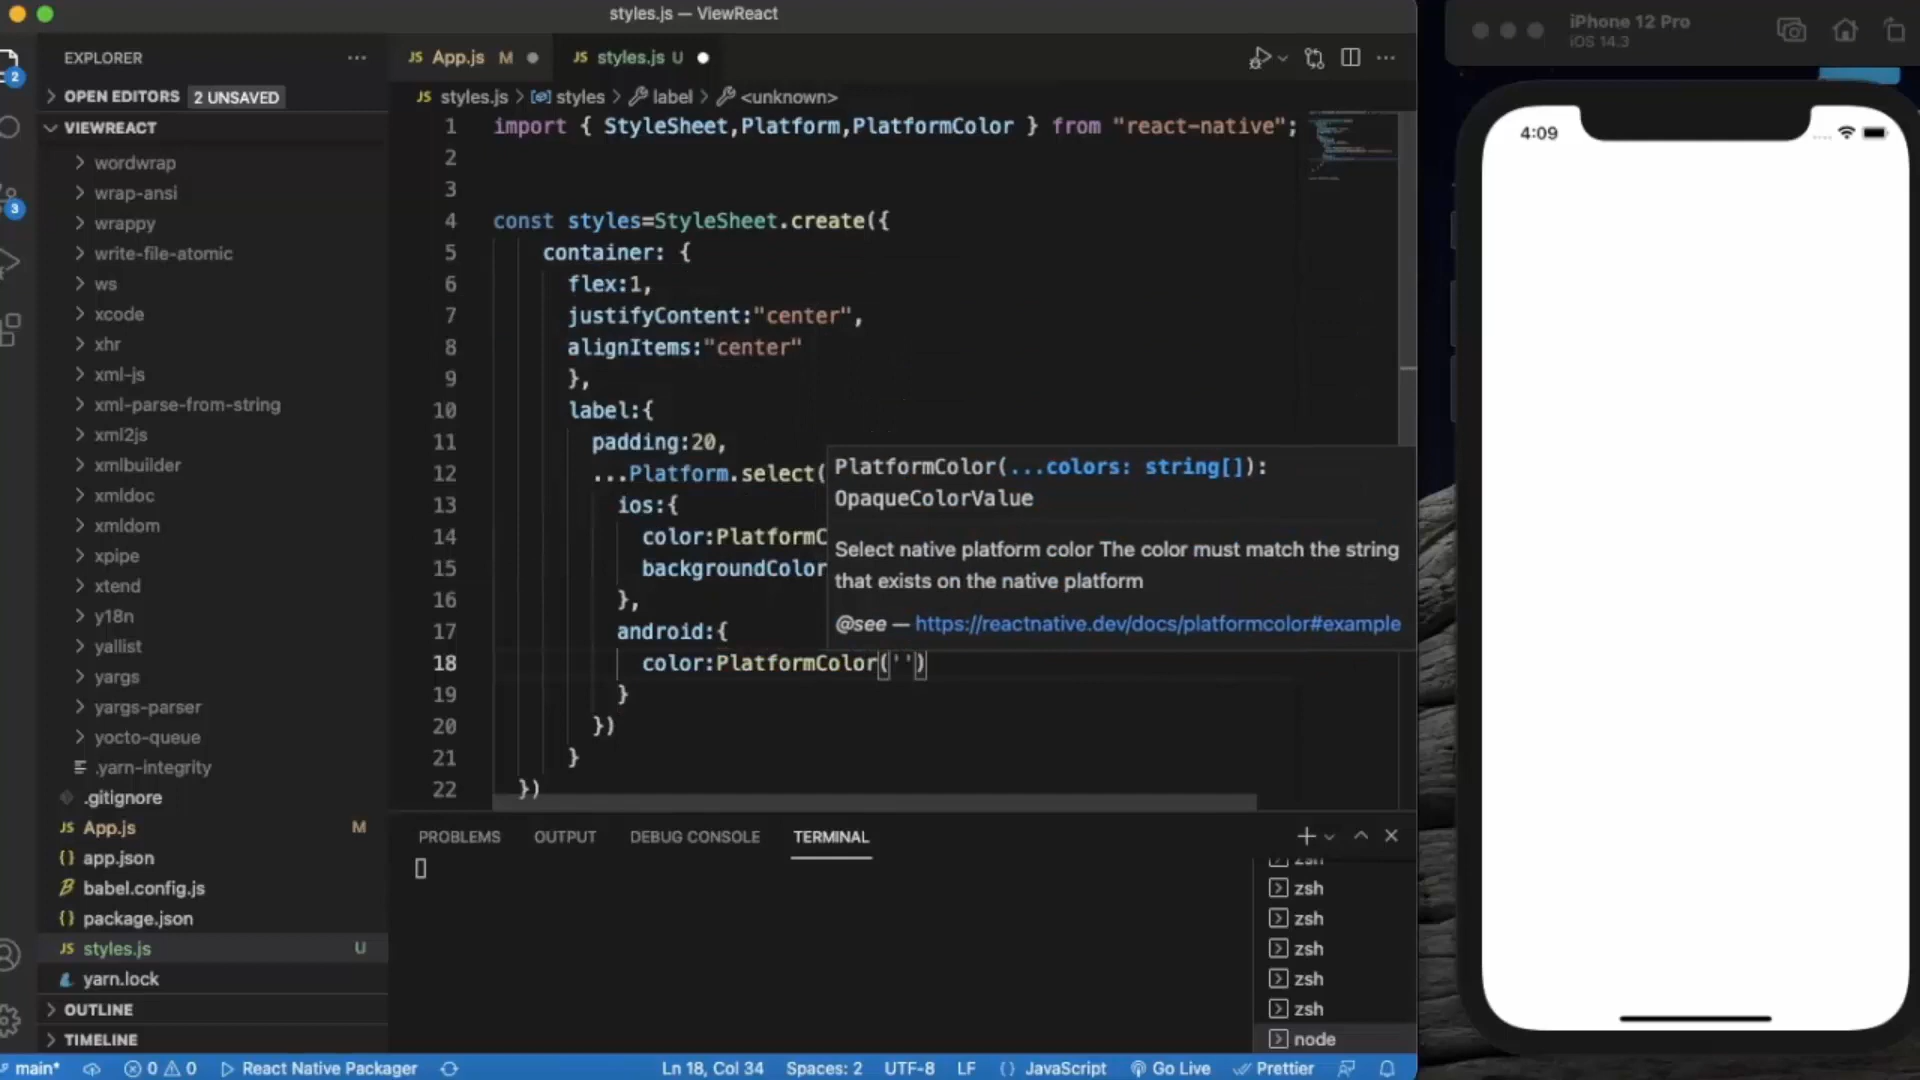 styles.js — ViewReact
iPhone 12 Pro
iOS 14.3
EXPLORER
App.js M
styles.js U
OPEN EDITORS 2 UNSAVED
styles.js > styles > label > <unknown>
VIEWREACT
wordwrap
wrap-ansi
wrappy
write-file-atomic
ws
xcode
xhr
xml-js
xml-parse-from-string
xml2js
xmlbuilder
xmldoc
xmldom
xpipe
xtend
y18n
yallist
yargs
yargs-parser
yocto-queue
.yarn-integrity
.gitignore
JS App.js M
{} app.json
babel.config.js
{} package.json
JS styles.js U
yarn.lock
OUTLINE
TIMELINE
2
3
1 import { StyleSheet,Platform,PlatformColor } from "react-native";
2
3
4 const styles=StyleSheet.create({
5 container: {
6 flex:1,
7 justifyContent:"center",
8 alignItems:"center"
9 },
10 label:{
11 padding:20,
12 ...Platform.select(
13 ios:{
14 color:PlatformC
15 backgroundColor
16 },
17 android:{
18 color:PlatformColor('')
19 }
20 })
21 }
22 })
PlatformColor(...colors: string[]):
OpaqueColorValue
Select native platform color The color must match the string
that exists on the native platform
@see — https://reactnative.dev/docs/platformcolor#example
PROBLEMS OUTPUT DEBUG CONSOLE TERMINAL
zsh
zsh
zsh
zsh
zsh
zsh
node
main* 0 0 React Native Packager Ln 18, Col 34 Spaces: 2 UTF-8 LF {} JavaScript Go Live Prettier
4:09